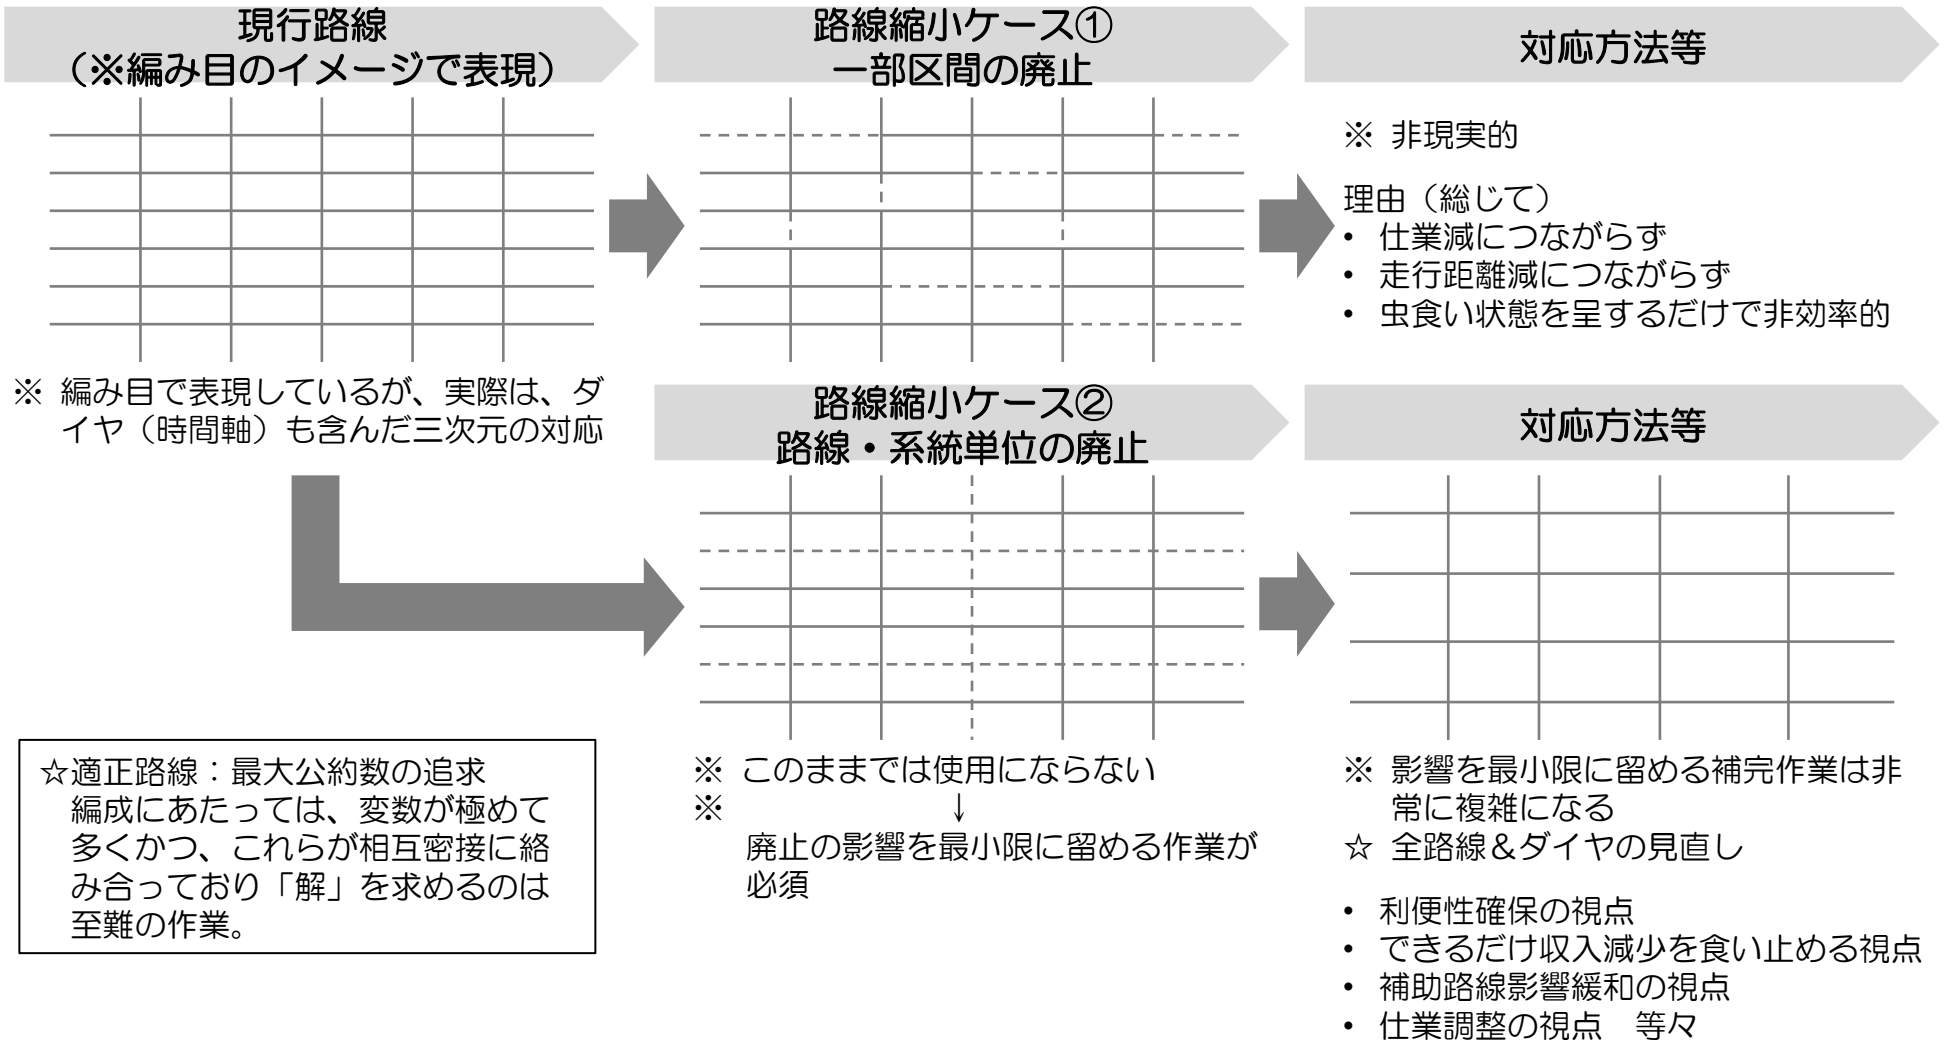 現行路線
(※編み目のイメージで表現)
路線縮小ケース①
一部区間の廃止
対応方法等
※ 非現実的
理由(総じて)
• 仕業減につながらず
• 走行距離減につながらず
• 虫食い状態を呈するだけで非効率的
※ 編み目で表現しているが、実際は、ダ
イヤ(時間軸)も含んだ三次元の対応
路線縮小ケース②
路線・系統単位の廃止
対応方法等
☆適正路線:最大公約数の追求
編成にあたっては、変数が極めて
多くかつ、これらが相互密接に絡
み合っており「解」を求めるのは
至難の作業。
※ このままでは使用にならない
※ ↓
廃止の影響を最小限に留める作業が
必須
※ 影響を最小限に留める補完作業は非
常に複雑になる
☆ 全路線&ダイヤの見直し
• 利便性確保の視点
• できるだけ収入減少を食い止める視点
• 補助路線影響緩和の視点
• 仕業調整の視点 等々